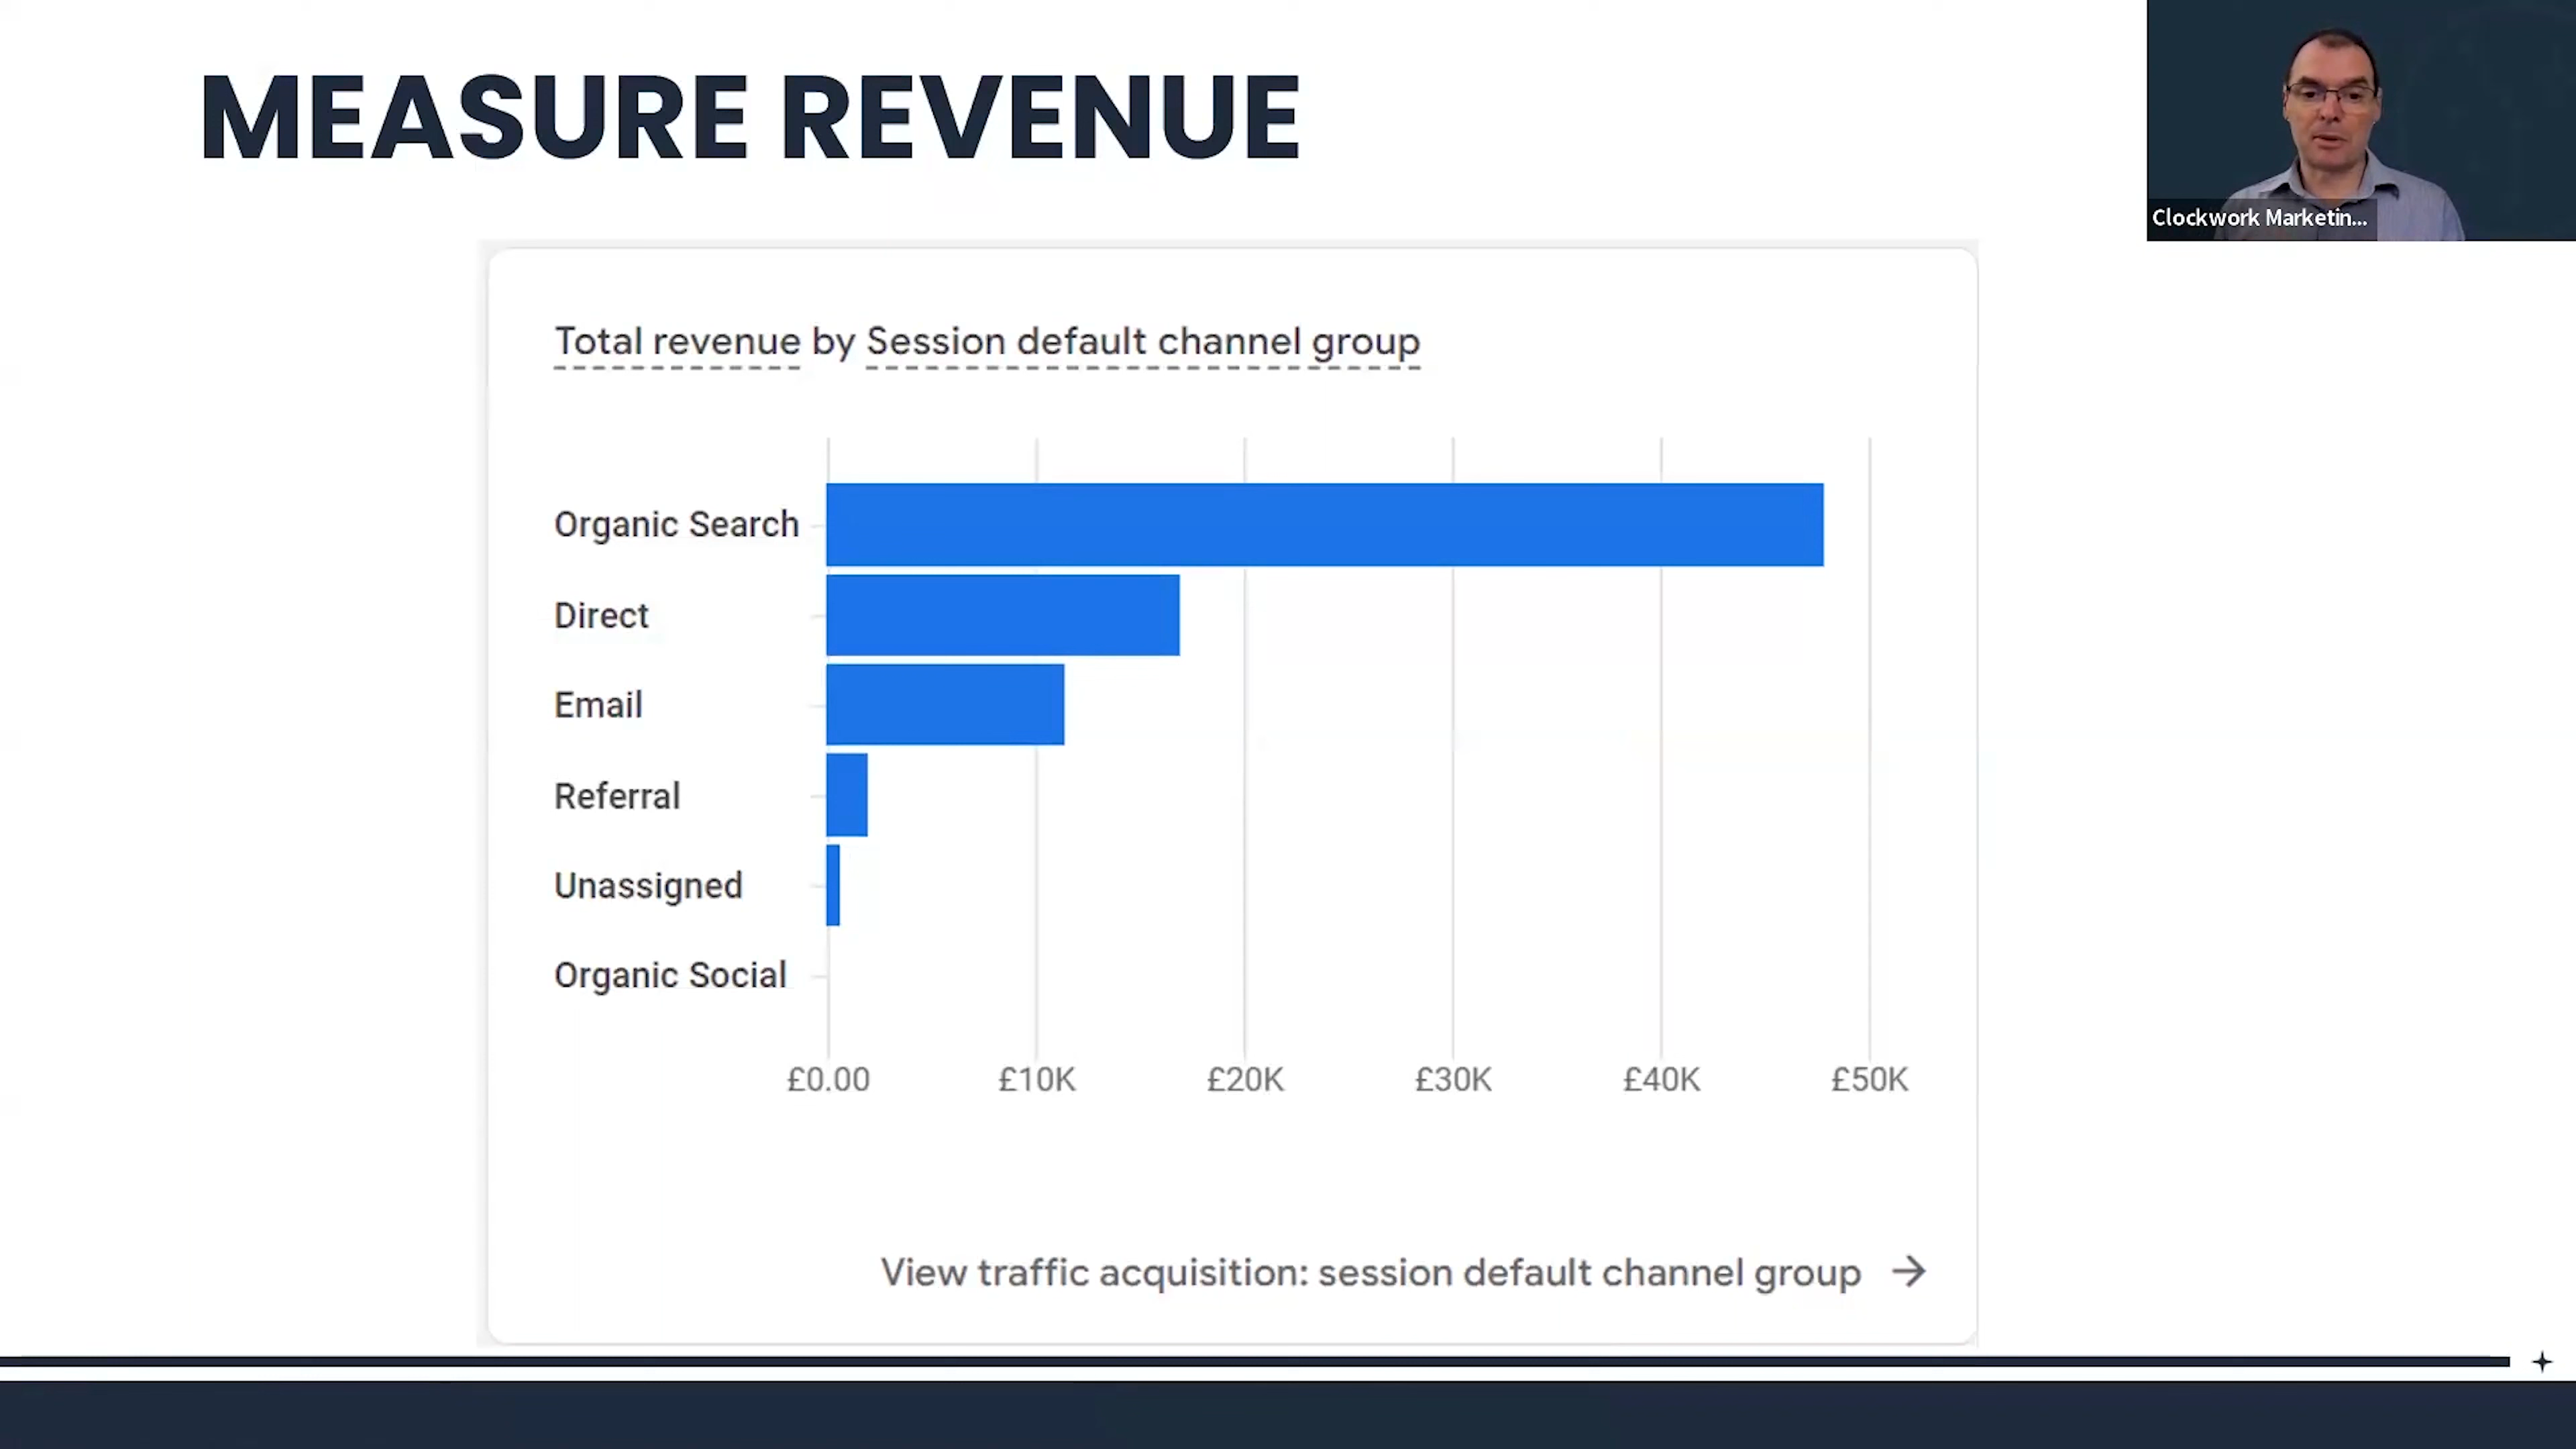 MEASURE REVENUE
Clockwork Marketin...
Total revenue by Session default channel group
Organic Search
Direct
Email
Referral
Unassigned
Organic Social
£0.00 £10K £20K £30K £40K £50K
View traffic acquisition: session default channel group →